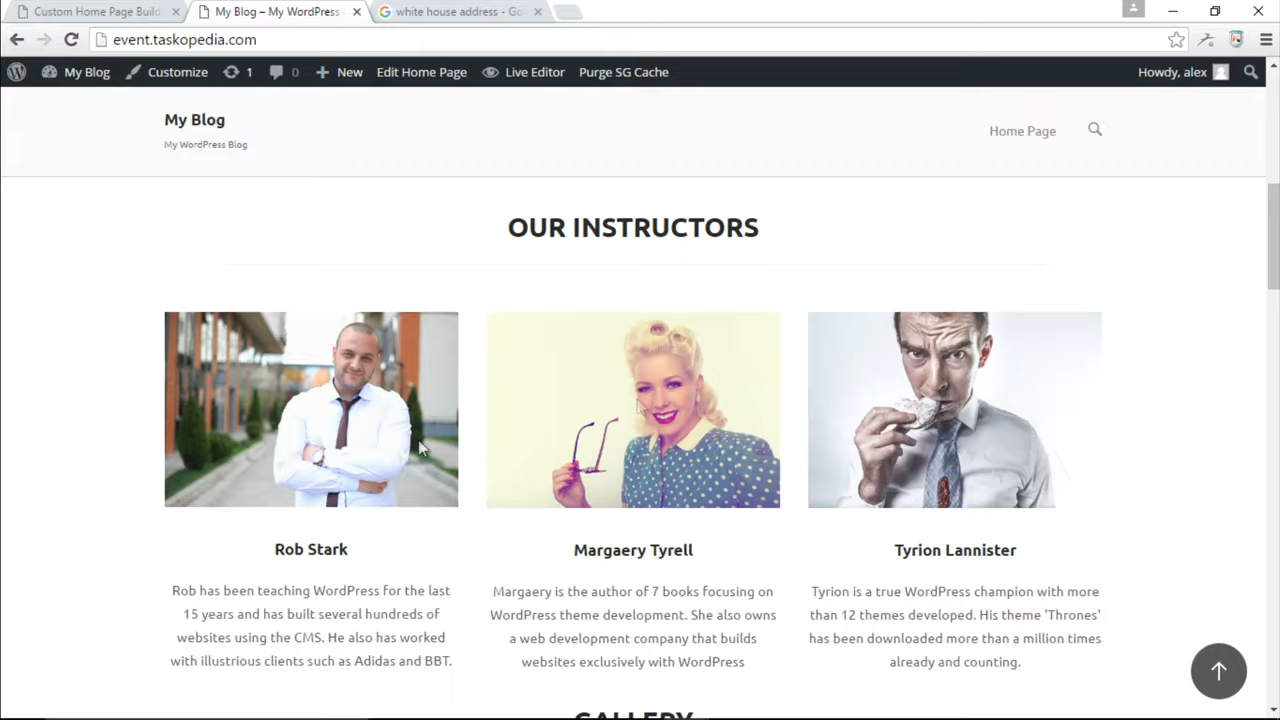 Custom Home Page Build
My Blog – My WordPress
white house address - Go
event.taskopedia.com
My Blog
Customize
1
0
New
Edit Home Page
Live Editor
Purge SG Cache
Howdy, alex
My Blog
My WordPress Blog
Home Page
OUR INSTRUCTORS
Rob Stark
Rob has been teaching WordPress for the last
15 years and has built several hundreds of
websites using the CMS. He also has worked
with illustrious clients such as Adidas and BBT.
Margaery Tyrell
Margaery is the author of 7 books focusing on
WordPress theme development. She also owns
a web development company that builds
websites exclusively with WordPress
Tyrion Lannister
Tyrion is a true WordPress champion with more
than 12 themes developed. His theme 'Thrones'
has been downloaded more than a million times
already and counting.
GALLERY